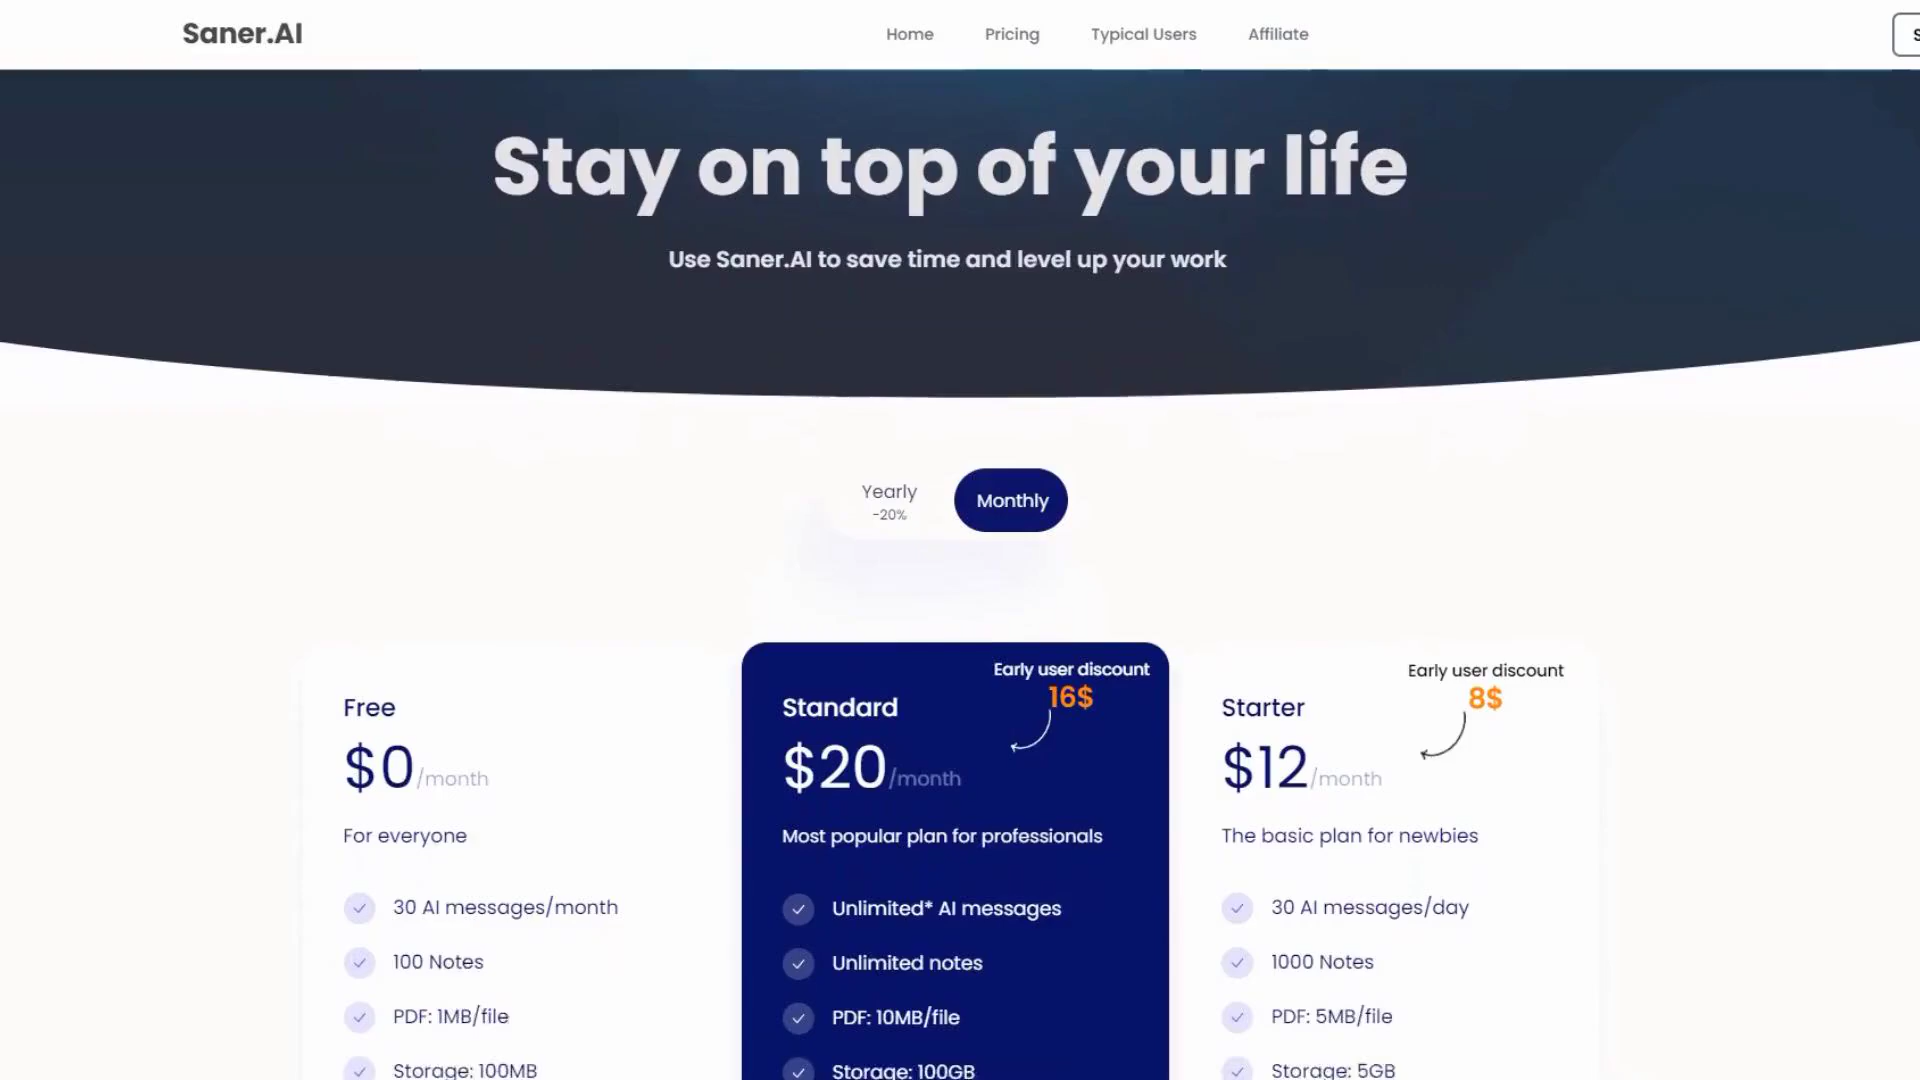 Saner.AI
Home
Pricing
Typical Users
Affiliate
Stay on top of your life
Use Saner.AI to save time and level up your work
Yearly
-20%
Monthly
Free
$0/month
For everyone
30 AI messages/month
100 Notes
PDF: 1MB/file
Storage: 100MB
Early user discount
16$
Standard
$20/month
Most popular plan for professionals
Unlimited* AI messages
Unlimited notes
PDF: 10MB/file
Storage: 100GB
Early user discount
8$
Starter
$12/month
The basic plan for newbies
30 AI messages/day
1000 Notes
PDF: 5MB/file
Storage: 5GB